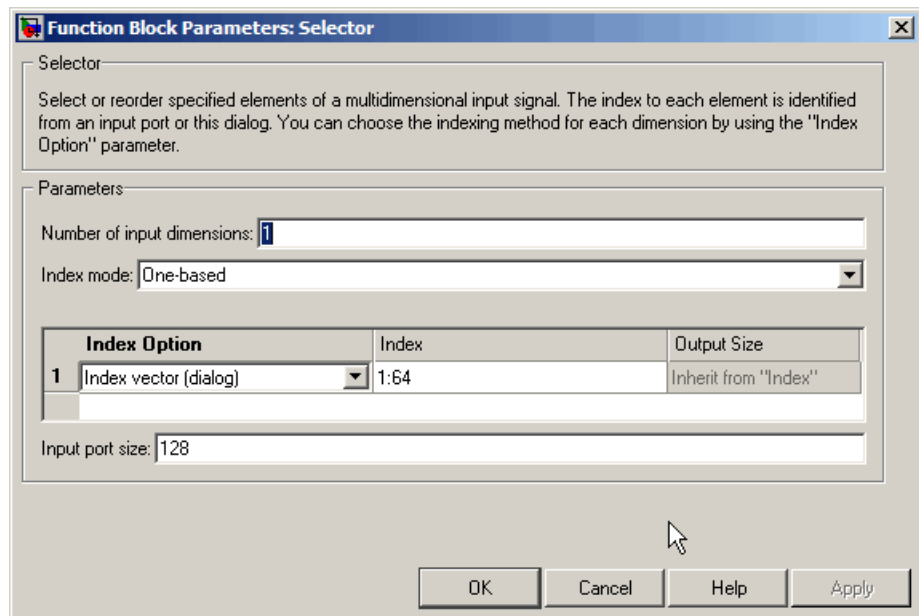 Function Block Parameters: Selector
Selector
Select or reorder specified elements of a multidimensional input signal. The index to each element is identified
from an input port or this dialog. You can choose the indexing method for each dimension by using the "Index
Option" parameter.
Parameters
Number of input dimensions: 1
Index mode: One-based
Index Option Index Output Size
1 Index vector (dialog) 1:64 Inherit from "Index"
Input port size: 128
OK Cancel Help Apply